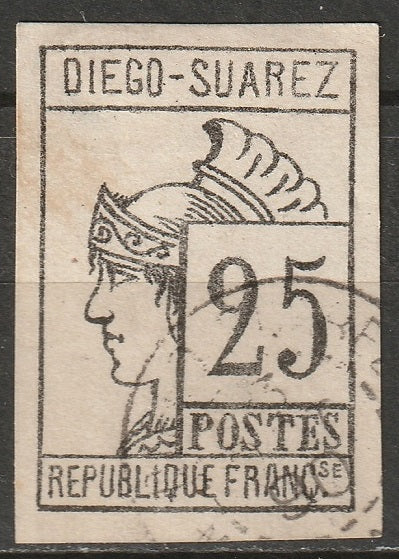 DIEGO-SUAREZ
25
POSTES
REPUBLIQUE FRANÇSE